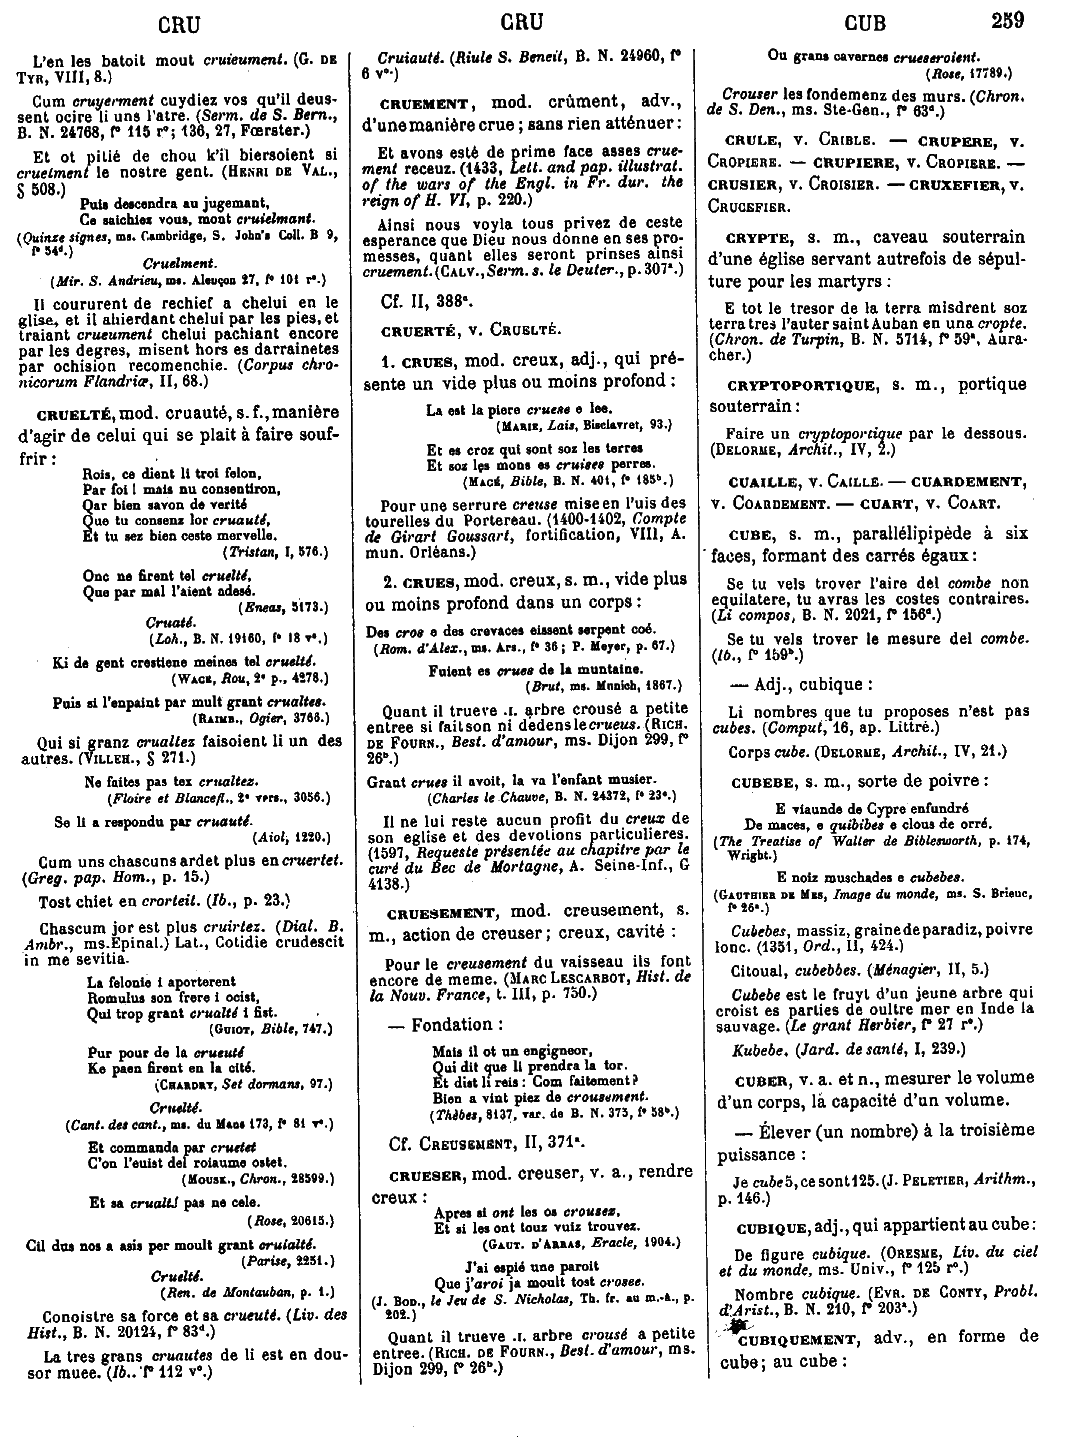 CRU
CRU
CUB
259
L'en les batoit mout cruieument. (G. DE
TYR, VIII, 8.)
Cum cruyerment cuydiez vos qu'il deus-
sent ocire li uns l'atre. (Serm. de S. Bern.,
B. N. 24768, f° 115 r°; 136, 27, Fœrster.)
Et ot pitié de chou k'il biersoient si
cruelment le nostre gent. (HENRI DE VAL.,
§ 508.)
Puis descendra au jugemant,
Ce saichiez vous, mont cruielmant.
(Quinze signes, ms. Cambridge, S. John's Coll. B 9,
f° 54ᵈ.)
Cruelment.
(Mir. S. Andrieu, ms. Alençon 27, f° 101 r°.)
Il coururent de rechief a chelui en le
glise, et il ahierdant chelui par les pies, et
traiant crueument chelui pachiant encore
par les degres, misent hors es darrainetes
par ochision recomenchie. (Corpus chro-
nicorum Flandriæ, II, 68.)
CRUELTÉ, mod. cruauté, s. f., manière
d'agir de celui qui se plait à faire souf-
frir :
Rois, ce dient li troi felon,
Par foi ! mais nu consentiron,
Qar bien savon de verité
Que tu consenz lor cruauté,
Et tu sez bien ceste mervelle.
(Tristan, I, 576.)
Onc ne firent tel cruelté,
Que par mal l'aient adesé.
(Eneas, 5173.)
Cruaté.
(Loh., B. N. 19160, f° 18 v°.)
Ki de gent crestiene meines tel cruelté.
(WACE, Rou, 2ᵉ p., 4278.)
Puis si l'enpaint par mult grant crualtes.
(RAIMB., Ogier, 3766.)
Qui si granz crualtez faisoient li un des
autres. (VILLEH., § 271.)
Ne faites pas tex crualtez.
(Floire et Blancefl., 2ᵉ vers., 3056.)
Se li a respondu par cruauté.
(Aiol, 1220.)
Cum uns chascuns ardet plus en cruertet.
(Greg. pap. Hom., p. 15.)
Tost chiet en crorteit. (Ib., p. 23.)
Chascum jor est plus cruirtez. (Dial. B.
Ambr., ms. Epinal.) Lat., Cotidie crudescit
in me sevitia.
La felonie i aporterent
Romulus son frere i ocist,
Qui trop grant crualté i fist.
(GUIOT, Bible, 747.)
Pur pour de la crueuté
Ke paen firent en la cité.
(CHARDRY, Set dormans, 97.)
Cruelté.
(Cant. des cant., ms. du Mans 173, f° 81 v°.)
Et commanda par cruetet
C'on l'euist del roiaume ostet.
(MOUSK., Chron., 28599.)
Et sa crualté pas ne cele.
(Rose, 20615.)
Cil dus nos a asis per moult grant cruialté.
(Parise, 2251.)
Cruelté.
(Ren. de Montauban, p. 1.)
Conoistre sa force et sa crueuté. (Liv. des
Hist., B. N. 20124, f° 83ᵈ.)
La tres grans cruautes de li est en dou-
sor muee. (Ib.. f° 112 v°.)
Cruiauté. (Riule S. Beneit, B. N. 24960, f°
6 v°.)
CRUEMENT, mod. crûment, adv.,
d'une manière crue ; sans rien atténuer :
Et avons esté de prime face asses crue-
ment receuz. (1433, Lett. and pap. illustrat.
of the wars of the Engl. in Fr. dur. the
reign of H. VI, p. 220.)
Ainsi nous voyla tous privez de ceste
esperance que Dieu nous donne en ses pro-
messes, quant elles seront prinses ainsi
cruement. (CALV., Serm. s. le Deuter., p. 307ᵃ.)
Cf. II, 388ᵃ.
CRUERTÉ, v. CRUELTÉ.
1. CRUES, mod. creux, adj., qui pré-
sente un vide plus ou moins profond :
La est la piere cruese e lee.
(MARIE, Lais, Bisclavret, 93.)
Et es croz qui sont soz les terres
Et soz les mons es cruises perres.
(MACÉ, Bible, B. N. 401, f° 185ᵇ.)
Pour une serrure creuse mise en l'uis des
tourelles du Portereau. (1400-1402, Compte
de Girart Goussart, fortification, VIII, A.
mun. Orléans.)
2. CRUES, mod. creux, s. m., vide plus
ou moins profond dans un corps :
Des cros e des crevaces eissent serpent coé.
(Rom. d'Alex., ms. Ars., f° 36 ; P. Meyer, p. 67.)
Fuient es crues de la muntaine.
(Brut, ms. Munich, 1867.)
Quant il trueve .I. arbre crousé a petite
entree si fait son ni dedens le crueus. (RICH.
DE FOURN., Best. d'amour, ms. Dijon 299, f°
26ᵇ.)
Grant crues il avoit, la va l'enfant musier.
(Charles le Chauve, B. N. 24372, f° 23ᵃ.)
Il ne lui reste aucun profit du creux de
son eglise et des devotions particulieres.
(1597, Requeste présentée au chapitre par le
curé du Bec de Mortagne, A. Seine-Inf., G
4138.)
CRUESEMENT, mod. creusement, s.
m., action de creuser ; creux, cavité :
Pour le creusement du vaisseau ils font
encore de meme. (MARC LESCARBOT, Hist. de
la Nouv. France, t. III, p. 750.)
— Fondation :
Mais il ot un engigneor,
Qui dit que li prendra la tor.
Et dist li reis : Com faitement ?
Bien a vint piez de crousement.
(Thèbes, 8137, var. de B. N. 375, f° 58ᵇ.)
Cf. CREUSEMENT, II, 371ᵃ.
CRUESER, mod. creuser, v. a., rendre
creux :
Apres si ont les os crousez,
Et si les ont touz vuiz trouvez.
(GAUT. D'ARRAS, Eracle, 1904.)
J'ai espié une paroit
Que j'aroi ja moult tost crosee.
(J. BOD., le Jeu de S. Nicholas, Th. fr. au m.-â., p.
202.)
Quant il trueve .I. arbre crousé a petite
entree. (RICH. DE FOURN., Best. d'amour, ms.
Dijon 299, f° 26ᵇ.)
Ou grans cavernes crueseroient.
(Rose, 17789.)
Crouser les fondemenz des murs. (Chron.
de S. Den., ms. Ste-Gen., f° 63ᵈ.)
CRULE, v. CRIBLE. — CRUPERE, v.
CROPIERE. — CRUPIERE, v. CROPIERE. —
CRUSIER, v. CROISIER. — CRUXEFIER, v.
CRUCEFIER.
CRYPTE, s. m., caveau souterrain
d'une église servant autrefois de sépul-
ture pour les martyrs :
E tot le tresor de la terra misdrent soz
terra tres l'auter saint Auban en una cropte.
(Chron. de Turpin, B. N. 5714, f° 59ᵃ, Aura-
cher.)
CRYPTOPORTIQUE, s. m., portique
souterrain :
Faire un cryptoportique par le dessous.
(DELORME, Archit., IV, 2.)
CUAILLE, v. CAILLE. — CUARDEMENT,
v. COARDEMENT. — CUART, v. COART.
CUBE, s. m., parallélipipède à six
faces, formant des carrés égaux :
Se tu vels trover l'aire del combe non
equilatere, tu avras les costes contraires.
(Li compos, B. N. 2021, f° 156ᵈ.)
Se tu vels trover le mesure del combe.
(Ib., f° 159ᵇ.)
— Adj., cubique :
Li nombres que tu proposes n'est pas
cubes. (Comput, 16, ap. Littré.)
Corps cube. (DELORME, Archit., IV, 21.)
CUBEBE, s. m., sorte de poivre :
E viaunde de Cypre enfundré
De maces, e quibibes e clous de orré.
(The Treatise of Walter de Biblesworth, p. 174,
Wright.)
E noiz muschades e cubebes.
(GAUTHIER DE MES, Image du monde, ms. S. Brieuc,
f° 26ᵃ.)
Cubebes, massiz, graine de paradiz, poivre
lonc. (1351, Ord., II, 424.)
Citoual, cubebbes. (Ménagier, II, 5.)
Cubebe est le fruyt d'un jeune arbre qui
croist es parties de oultre mer en Inde la
sauvage. (Le grant Herbier, f° 27 r°.)
Kubebe. (Jard. de santé, I, 239.)
CUBER, v. a. et n., mesurer le volume
d'un corps, la capacité d'un volume.
— Élever (un nombre) à la troisième
puissance :
Je cube 5, ce sont 125. (J. PELETIER, Arithm.,
p. 146.)
CUBIQUE, adj., qui appartient au cube :
De figure cubique. (ORESME, Liv. du ciel
et du monde, ms. Univ., f° 125 r°.)
Nombre cubique. (EVR. DE CONTY, Probl.
d'Arist., B. N. 210, f° 203ᵃ.)
CUBIQUEMENT, adv., en forme de
cube ; au cube :